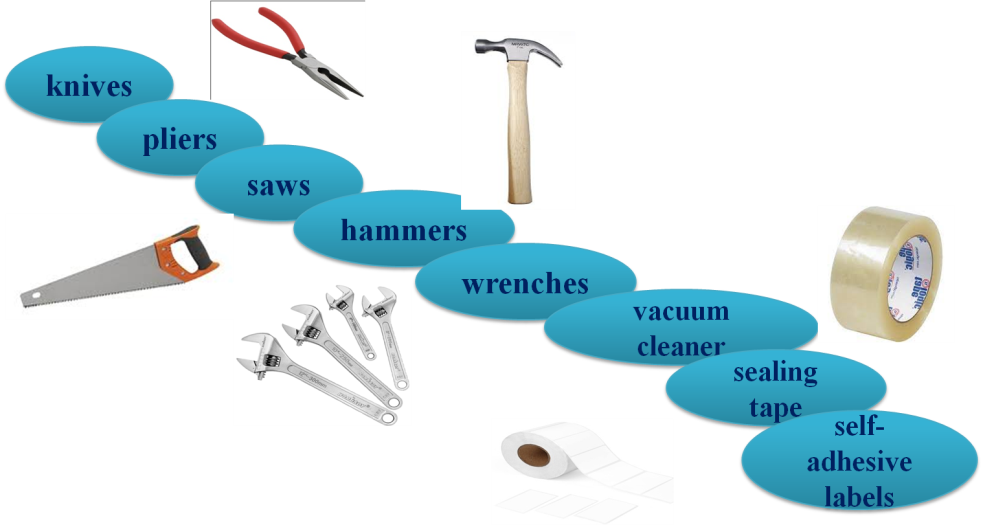 knives
pliers
saws
hammers
wrenches
vacuum
cleaner
sealing
tape
self-
adhesive
labels